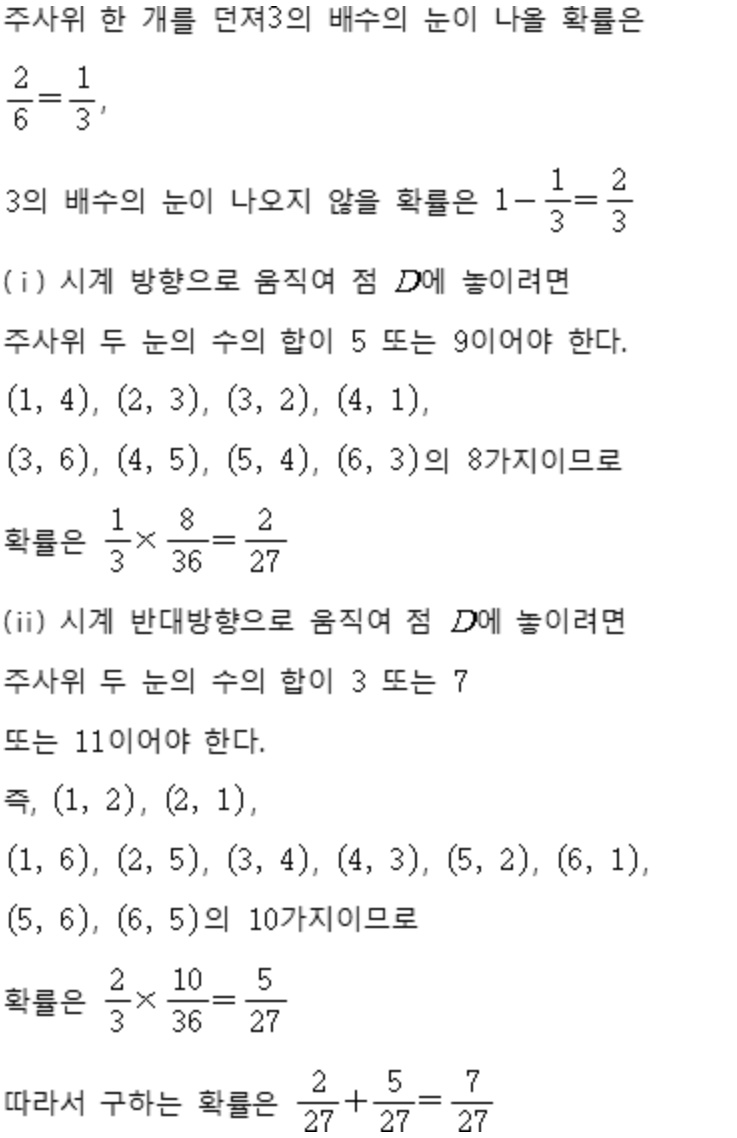 주사위 한 개를 던져3의 배수의 눈이 나올 확률은
2/6=1/3,
3의 배수의 눈이 나오지 않을 확률은 1-1/3=2/3
(i) 시계 방향으로 움직여 점 D에 놓이려면
주사위 두 눈의 수의 합이 5 또는 9이어야 한다.
(1, 4), (2, 3), (3, 2), (4, 1),
(3, 6), (4, 5), (5, 4), (6, 3)의 8가지이므로
확률은 1/3×8/36=2/27
(ii) 시계 반대방향으로 움직여 점 D에 놓이려면
주사위 두 눈의 수의 합이 3 또는 7
또는 11이어야 한다.
즉, (1, 2), (2, 1),
(1, 6), (2, 5), (3, 4), (4, 3), (5, 2), (6, 1),
(5, 6), (6, 5)의 10가지이므로
확률은 2/3×10/36=5/27
따라서 구하는 확률은 2/27+5/27=7/27